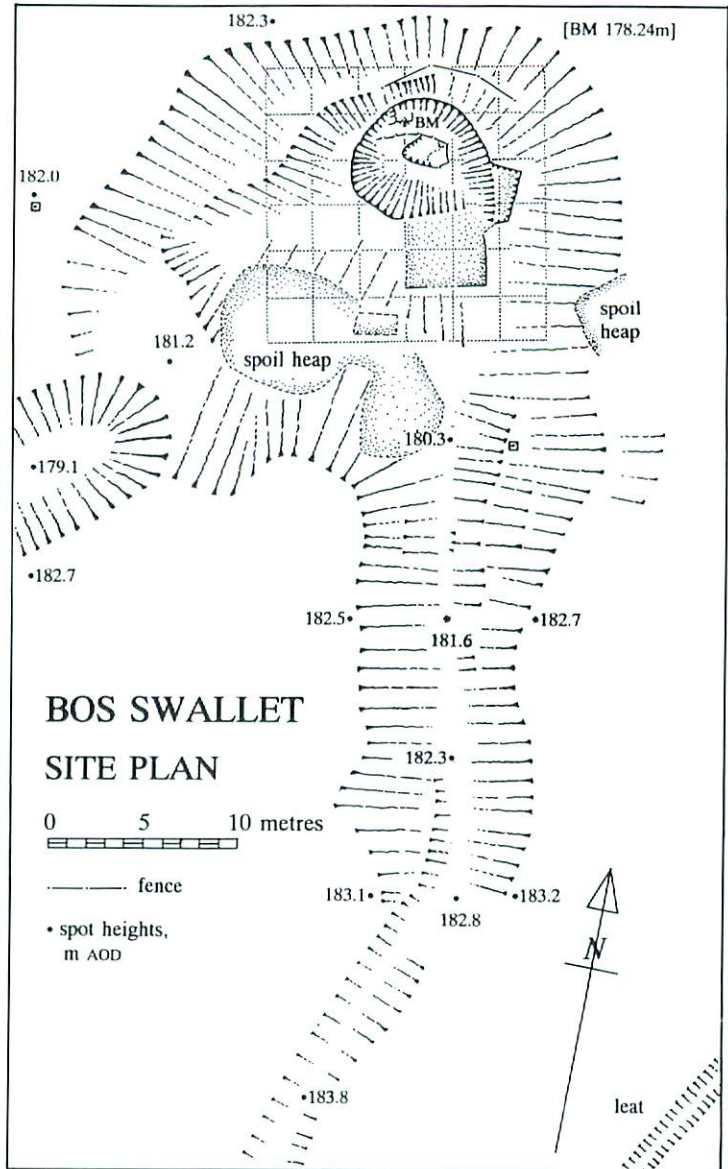 182.3
[BM 178.24m]
BM
182.0
spoil
heap
181.2
spoil heap
180.3
179.1
182.7
182.5
181.6
182.7
BOS SWALLET
SITE PLAN
182.3
0 5 10 metres
fence
183.1
182.8
183.2
• spot heights,
m AOD
N
183.8
leat